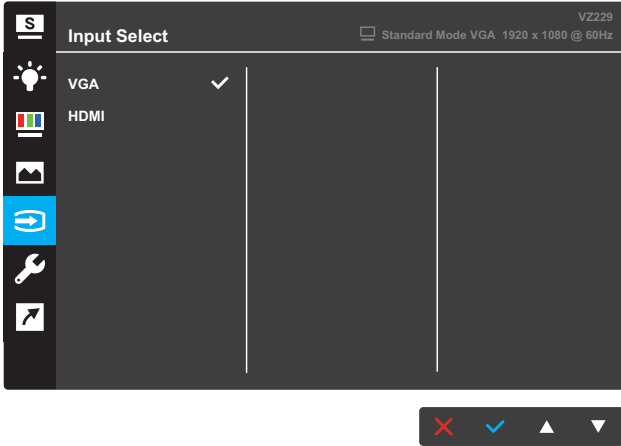 S
VZ229
Input Select
Standard Mode VGA 1920 x 1080 @ 60Hz
VGA
HDMI